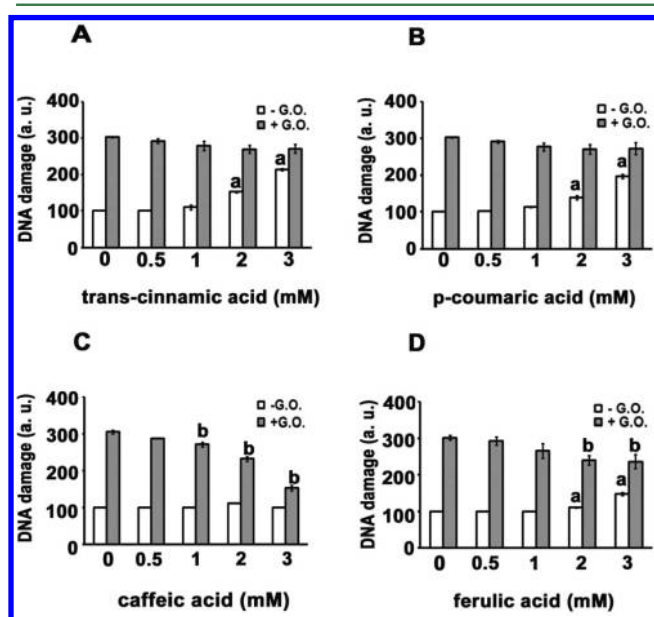 A
DNA damage (a. u.)
400
300
200
100
0
- G.O.
+ G.O.
a
a
0 0.5 1 2 3
trans-cinnamic acid (mM)
B
DNA damage (a. u.)
400
300
200
100
0
- G.O.
+ G.O.
a
a
0 0.5 1 2 3
p-coumaric acid (mM)
C
DNA damage (a. u.)
400
300
200
100
0
-G.O.
+G.O.
b
b
b
0 0.5 1 2 3
caffeic acid (mM)
D
DNA damage (a. u.)
400
300
200
100
0
- G.O.
+ G.O.
b b
a
a
0 0.5 1 2 3
ferulic acid (mM)